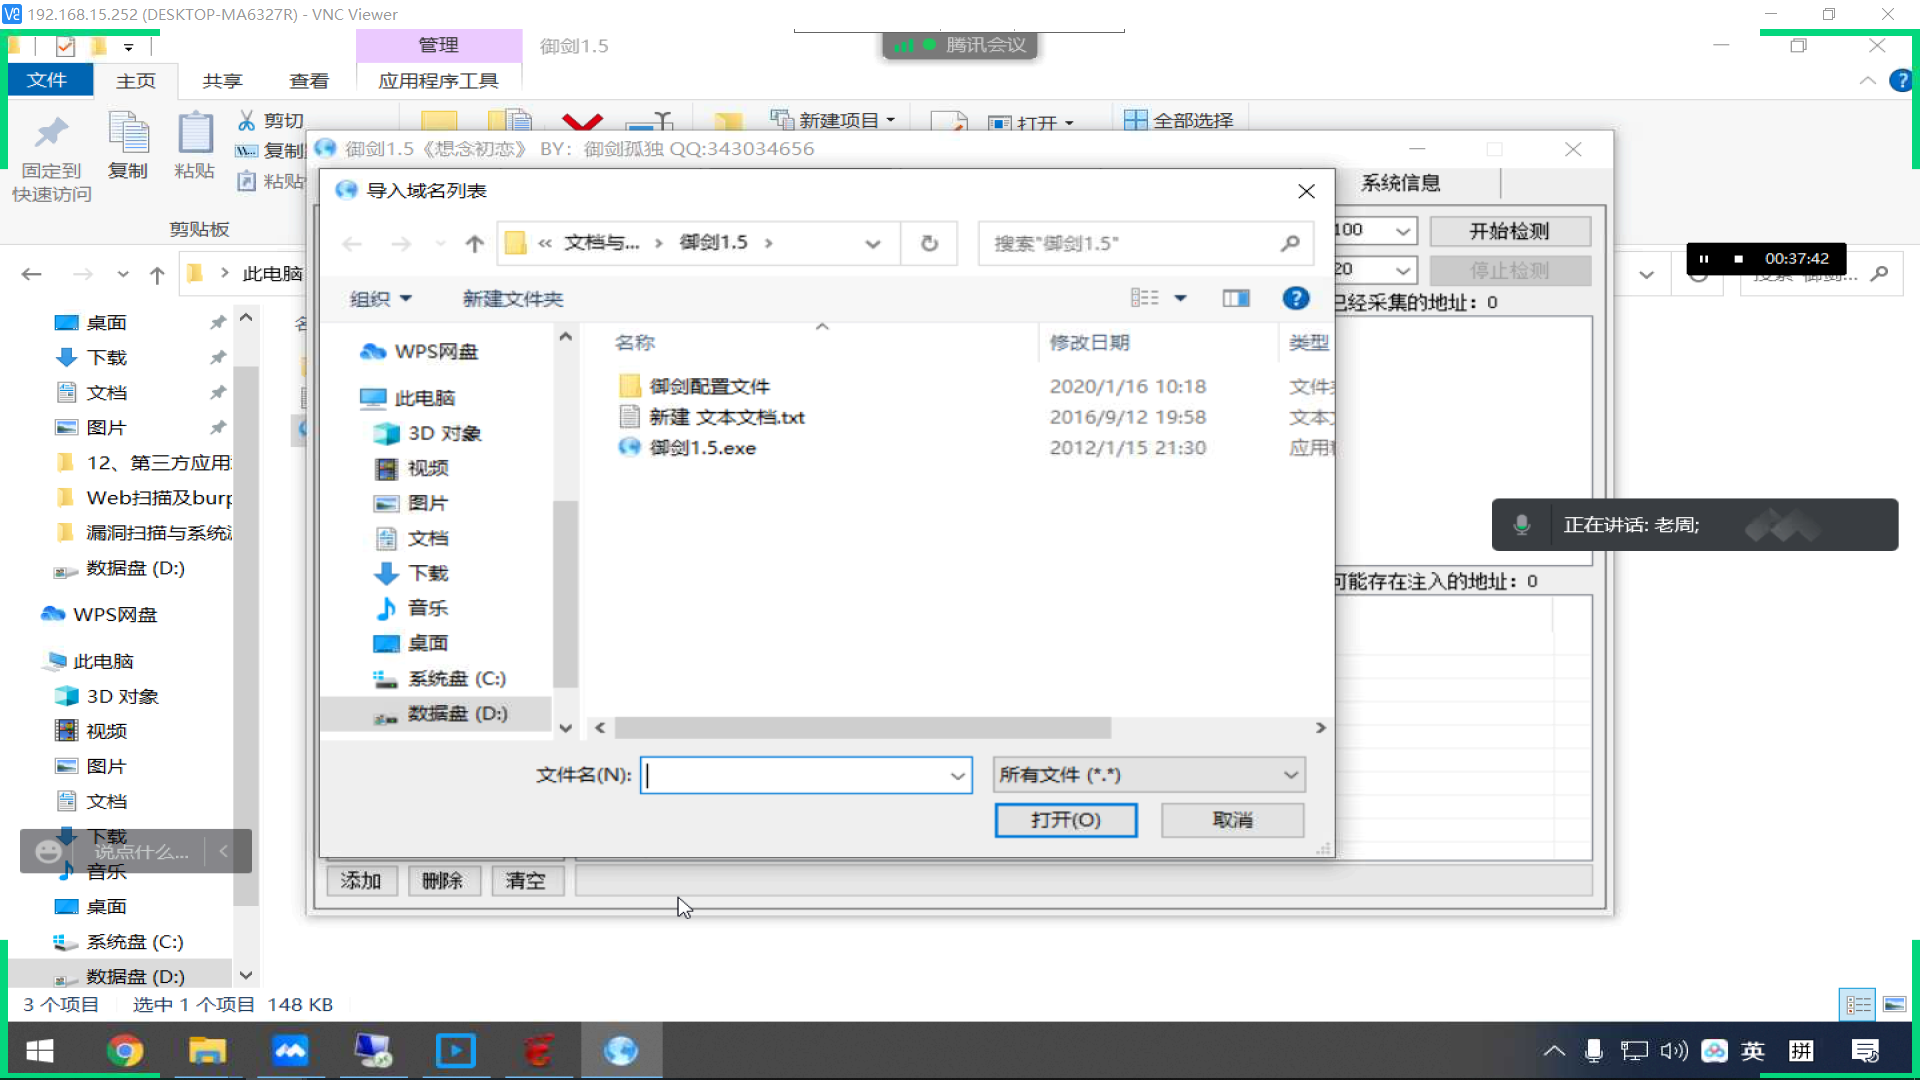 192.168.15.252 (DESKTOP-MA6327R) - VNC Viewer
管理
御剑1.5
腾讯会议
文件
主页
共享
查看
应用程序工具
固定到
快速访问
复制
粘贴
剪切
剪贴板
新建项目
打开
全部选择
御剑1.5《想念初恋》 BY: 御剑孤独 QQ:343034656
导入域名列表
系统信息
文档与...
御剑1.5
搜索"御剑1.5"
100
开始检测
20
停止检测
00:37:42
此电脑
组织
新建文件夹
已经采集的地址: 0
名称
修改日期
类型
御剑配置文件
2020/1/16 10:18
新建 文本文档.txt
2016/9/12 19:58
御剑1.5.exe
2012/1/15 21:30
WPS网盘
此电脑
3D 对象
视频
图片
文档
下载
音乐
桌面
系统盘 (C:)
数据盘 (D:)
桌面
下载
文档
图片
12、第三方应用
Web扫描及burp
漏洞扫描与系统
数据盘 (D:)
WPS网盘
此电脑
3D 对象
视频
图片
文档
下载
音乐
桌面
系统盘 (C:)
数据盘 (D:)
正在讲话: 老周;
可能存在注入的地址: 0
文件名(N):
所有文件 (*.*)
打开(O)
取消
说点什么...
添加
删除
清空
3 个项目
选中 1 个项目 148 KB
英
拼